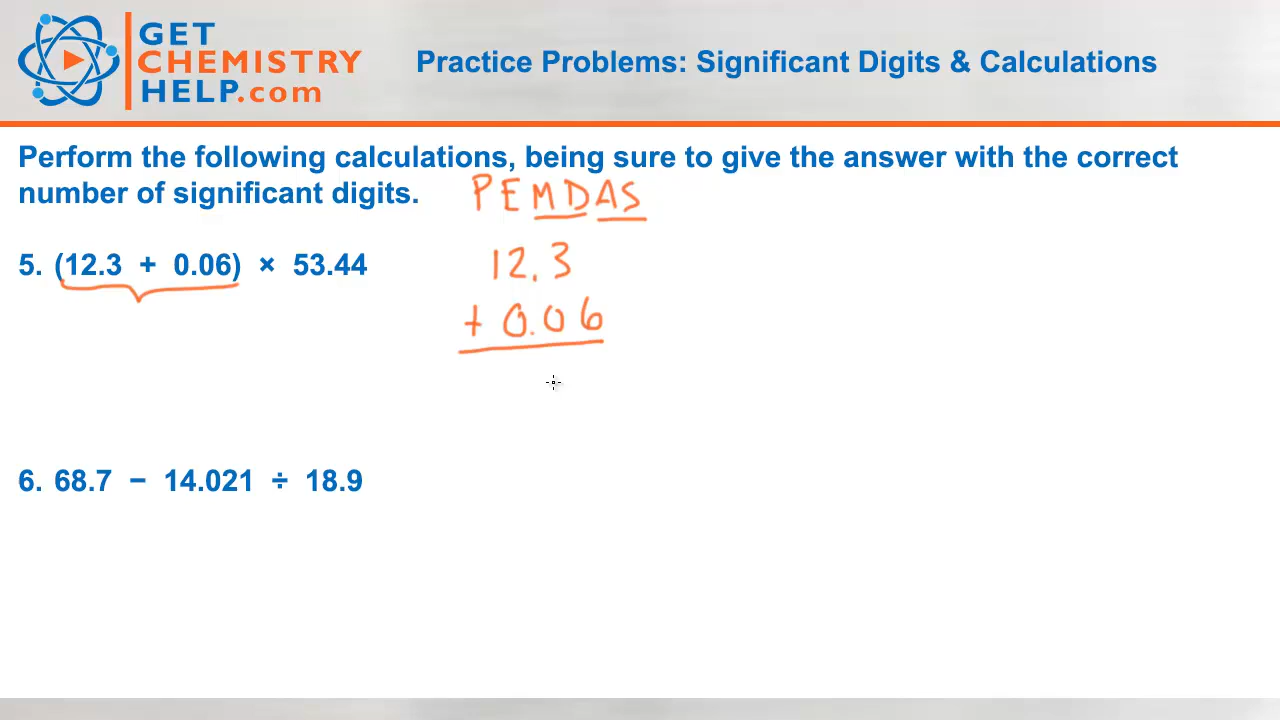 GET
CHEMISTRY
HELP.com
Practice Problems: Significant Digits & Calculations
Perform the following calculations, being sure to give the answer with the correct
number of significant digits.
PEMDAS
5. (12.3 + 0.06) × 53.44
12.3
+ 0.06
6. 68.7 − 14.021 ÷ 18.9